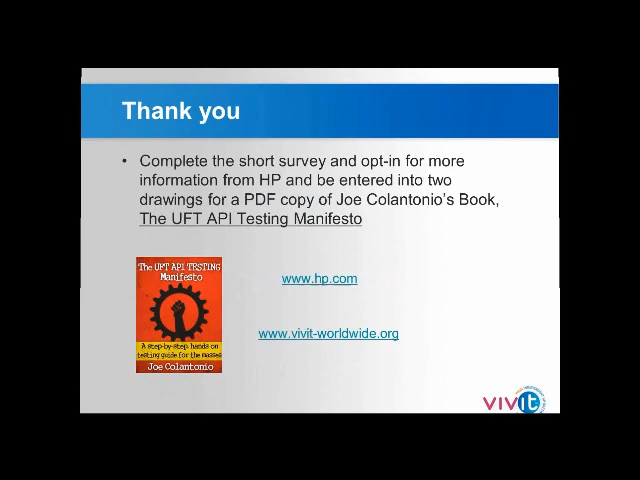 Thank you
• Complete the short survey and opt-in for more
information from HP and be entered into two
drawings for a PDF copy of Joe Colantonio's Book,
The UFT API Testing Manifesto
The UFT API TESTING
Manifesto
A step-by-step, hands on
testing guide for the masses
Joe Colantonio
www.hp.com
www.vivit-worldwide.org
vivit